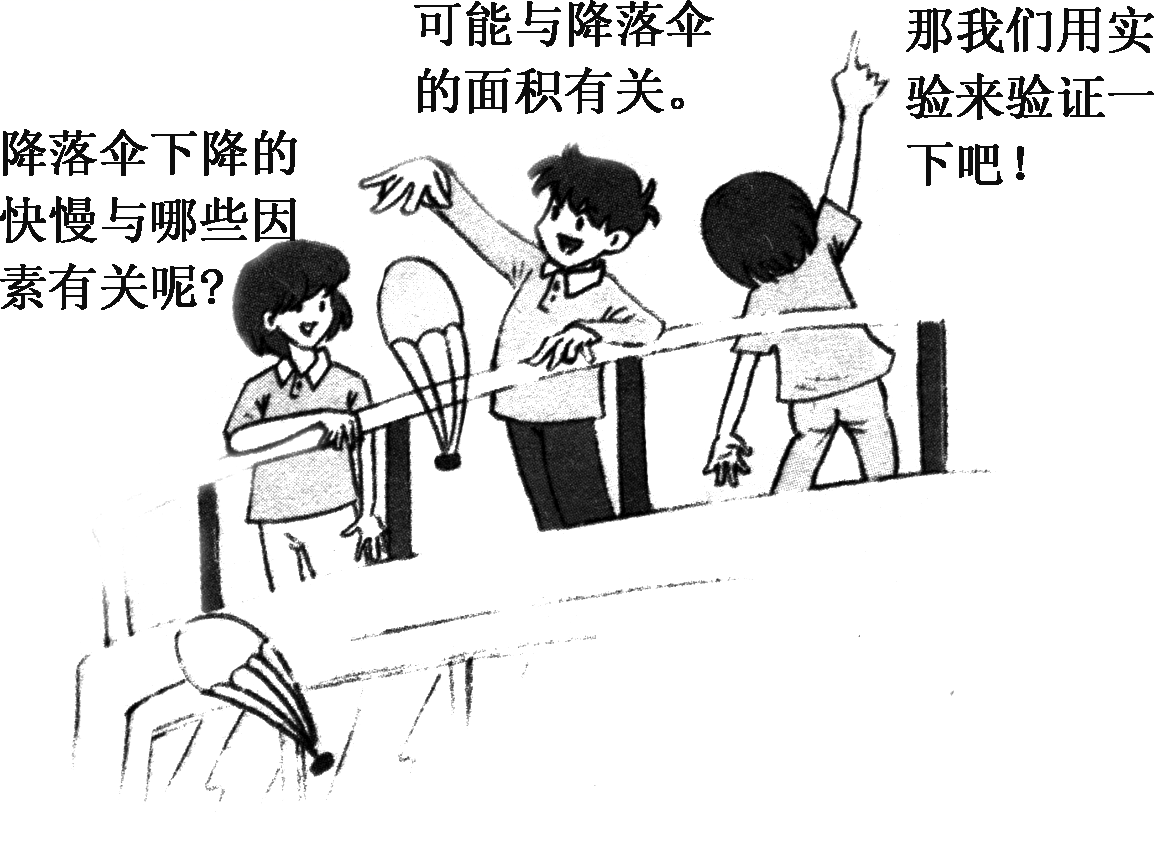 降落伞下降的
快慢与哪些因
素有关呢?
可能与降落伞
的面积有关。
那我们用实
验来验证一
下吧!